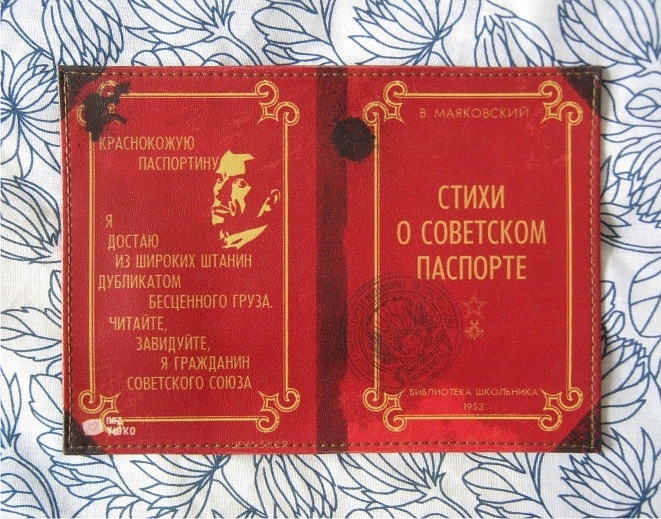 КРАСНОКОЖУЮ
ПАСПОРТИНУ
Я
ДОСТАЮ
ИЗ ШИРОКИХ ШТАНИН
ДУБЛИКАТОМ
БЕСЦЕННОГО ГРУЗА.
ЧИТАЙТЕ,
ЗАВИДУЙТЕ,
Я ГРАЖДАНИН
СОВЕТСКОГО СОЮЗА
В. МАЯКОВСКИЙ
СТИХИ
О СОВЕТСКОМ
ПАСПОРТЕ
БИБЛИОТЕКА ШКОЛЬНИКА
1953